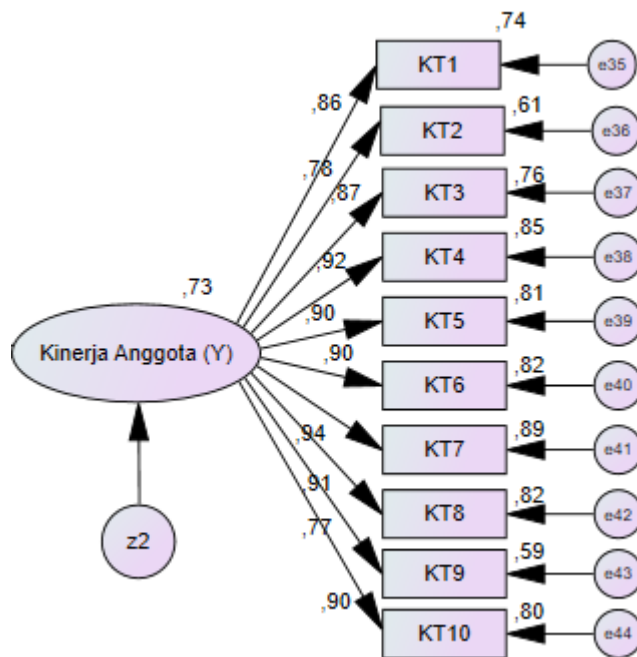 ,74
KT1
e35
,86
,61
KT2
e36
,78
,87
,76
KT3
e37
,85
KT4
e38
,92
,73
,81
KT5
e39
,90
Kinerja Anggota (Y)
,90
,82
KT6
e40
,89
KT7
e41
,94
,82
KT8
e42
,91
z2
,77
,59
KT9
e43
,90
,80
KT10
e44